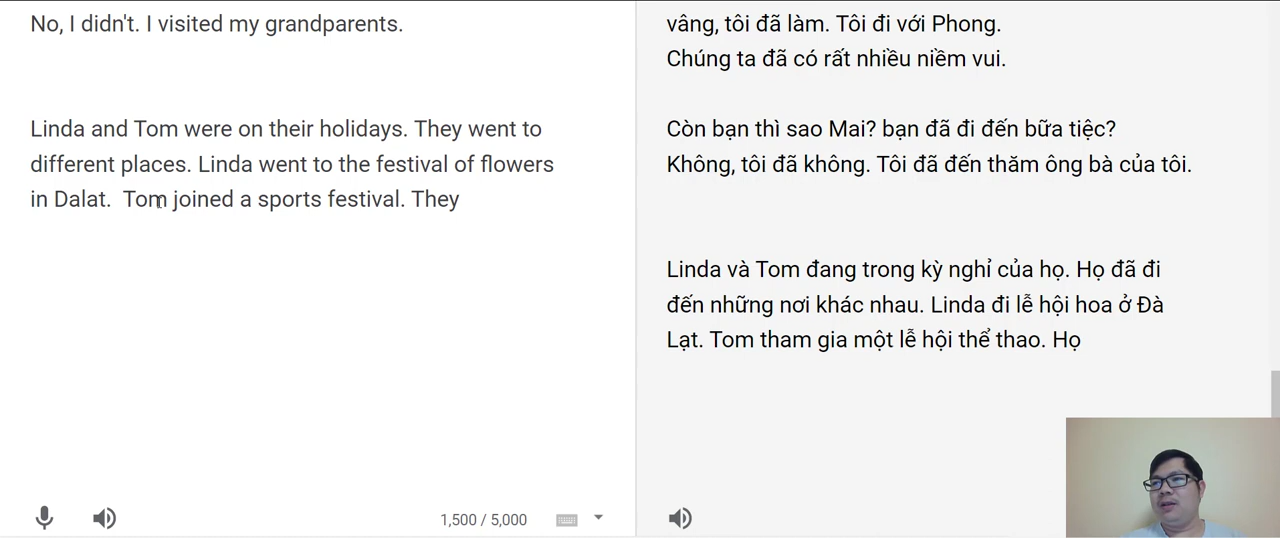 No, I didn't. I visited my grandparents.
Linda and Tom were on their holidays. They went to
different places. Linda went to the festival of flowers
in Dalat.  Tom joined a sports festival. They
1,500 / 5,000
vâng, tôi đã làm. Tôi đi với Phong.
Chúng ta đã có rất nhiều niềm vui.
Còn bạn thì sao Mai? bạn đã đi đến bữa tiệc?
Không, tôi đã không. Tôi đã đến thăm ông bà của tôi.
Linda và Tom đang trong kỳ nghỉ của họ. Họ đã đi
đến những nơi khác nhau. Linda đi lễ hội hoa ở Đà
Lạt. Tom tham gia một lễ hội thể thao. Họ